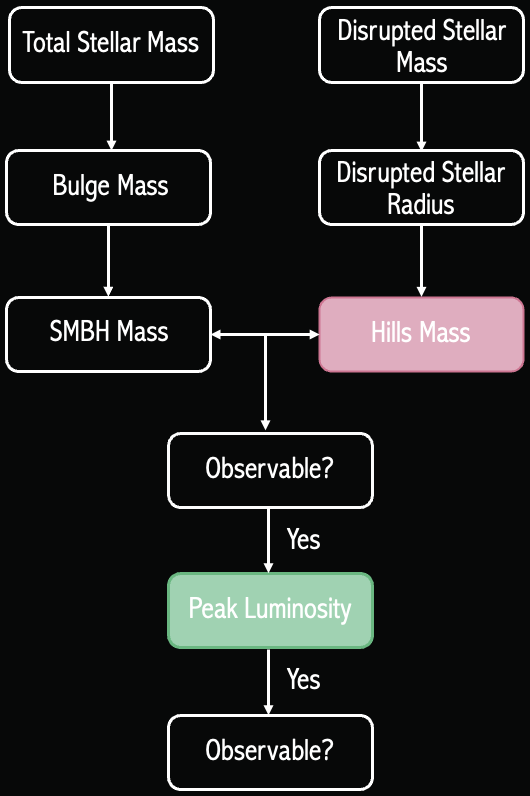 Total Stellar Mass
Disrupted Stellar
Mass
Bulge Mass
Disrupted Stellar
Radius
SMBH Mass
Hills Mass
Observable?
Yes
Peak Luminosity
Yes
Observable?